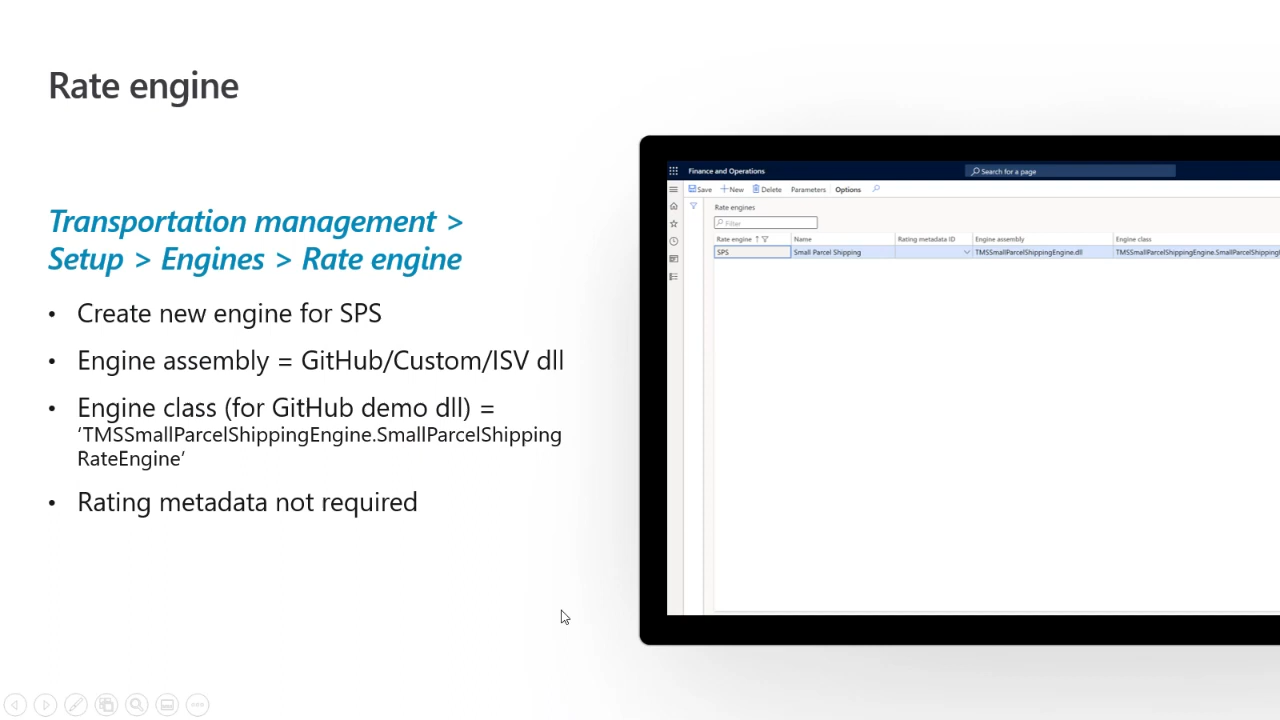 Rate engine
Transportation management >
Setup > Engines > Rate engine
• Create new engine for SPS
• Engine assembly = GitHub/Custom/ISV dll
• Engine class (for GitHub demo dll) =
‘TMSSmallParcelShippingEngine.SmallParcelShipping
RateEngine’
• Rating metadata not required
Finance and Operations
Search for a page
Save New Delete Parameters Options
Rate engines
Filter
Rate engine Name Rating metadata ID Engine assembly Engine class
SPS Small Parcel Shipping TMSSmallParcelShippingEngine.dll TMSSmallParcelShippingEngine.SmallParcelShipping